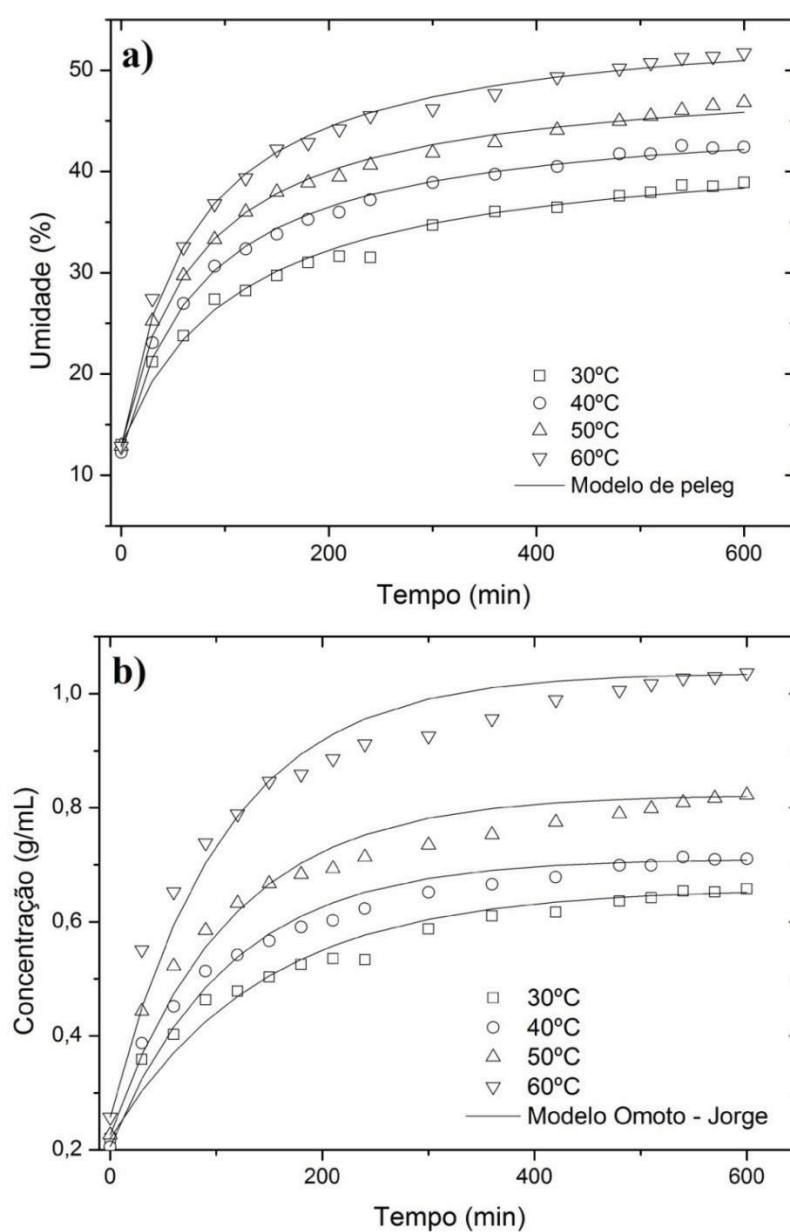 a)
50
40
30
20
10
Umidade (%)
30ºC
40ºC
50ºC
60ºC
Modelo de peleg
0
200
400
600
Tempo (min)
b)
1,0
0,8
0,6
0,4
0,2
Concentração (g/mL)
30ºC
40ºC
50ºC
60ºC
Modelo Omoto - Jorge
0
200
400
600
Tempo (min)